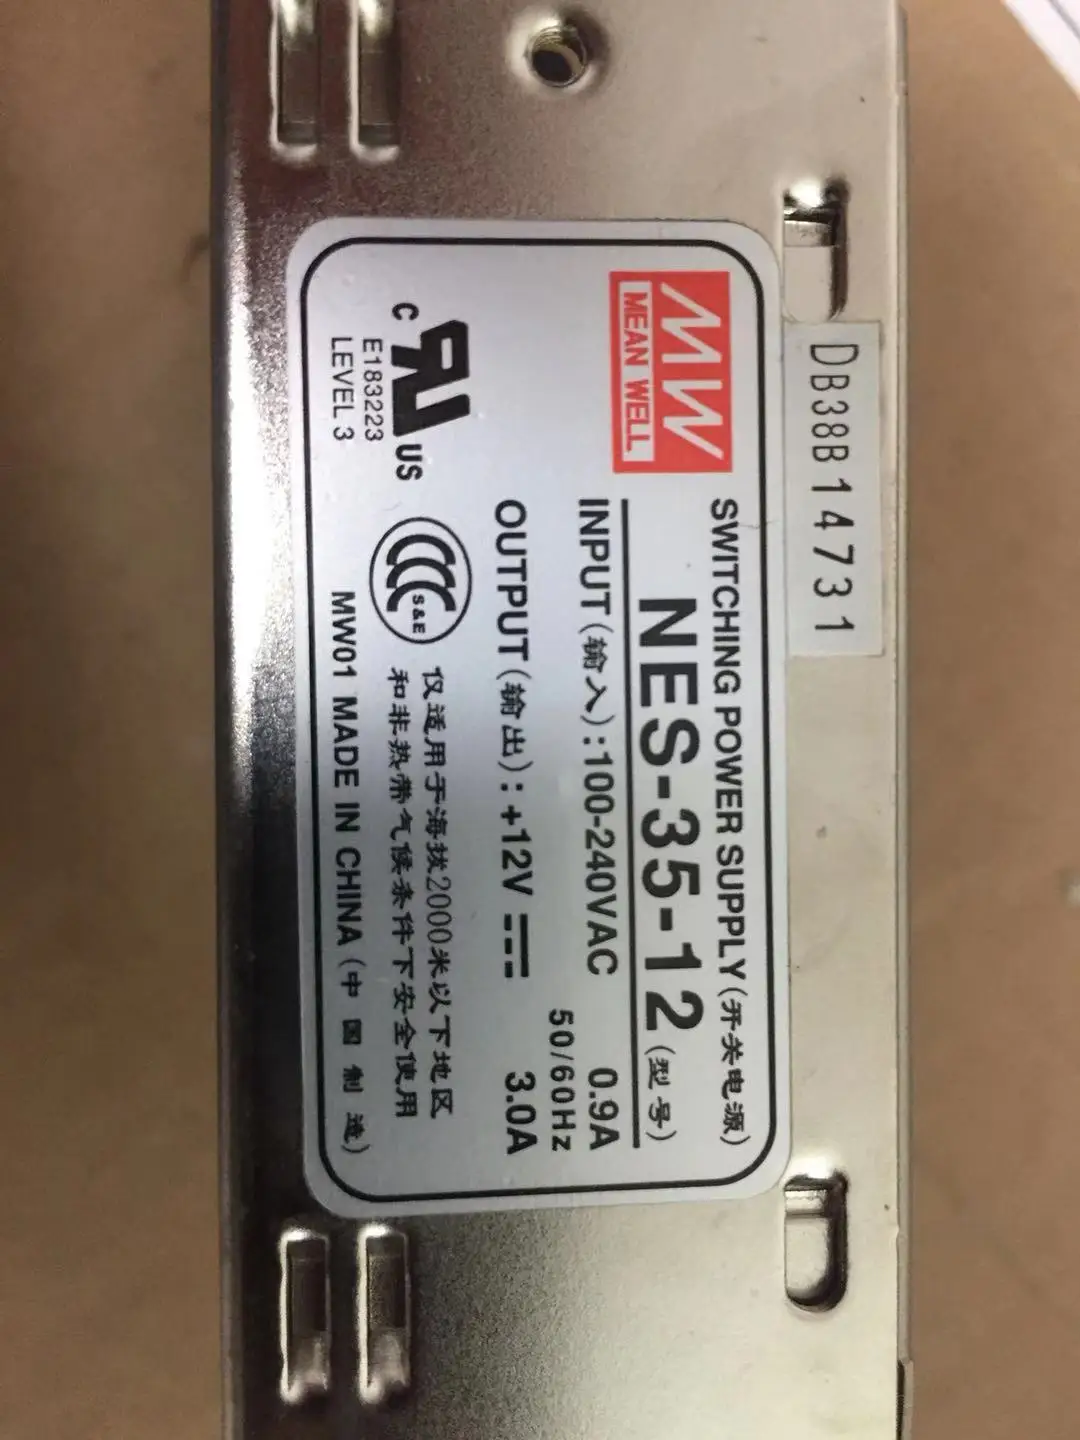 DB38B14731
MW
MEAN WELL
SWITCHING POWER SUPPLY(开关电源)
NES-35-12(型号)
INPUT(输入):100-240VAC 0.9A
50/60Hz
OUTPUT(输出):+12V 3.0A
c UR US
E183223
LEVEL 3
CCC S&E
仅适用于海拔2000米以下地区
和非热带气候条件下安全使用
MW01 MADE IN CHINA(中国制造)